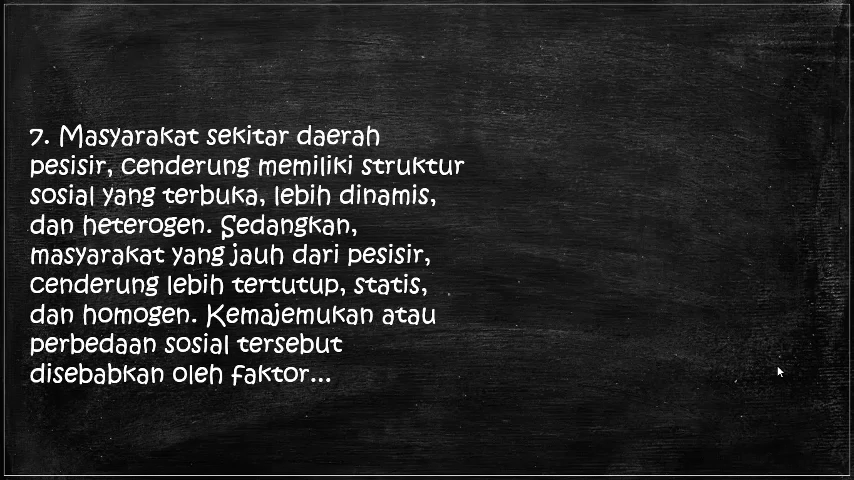 7. Masyarakat sekitar daerah
pesisir, cenderung memiliki struktur
sosial yang terbuka, lebih dinamis,
dan heterogen. Sedangkan,
masyarakat yang jauh dari pesisir,
cenderung lebih tertutup, statis,
dan homogen. Kemajemukan atau
perbedaan sosial tersebut
disebabkan oleh faktor...